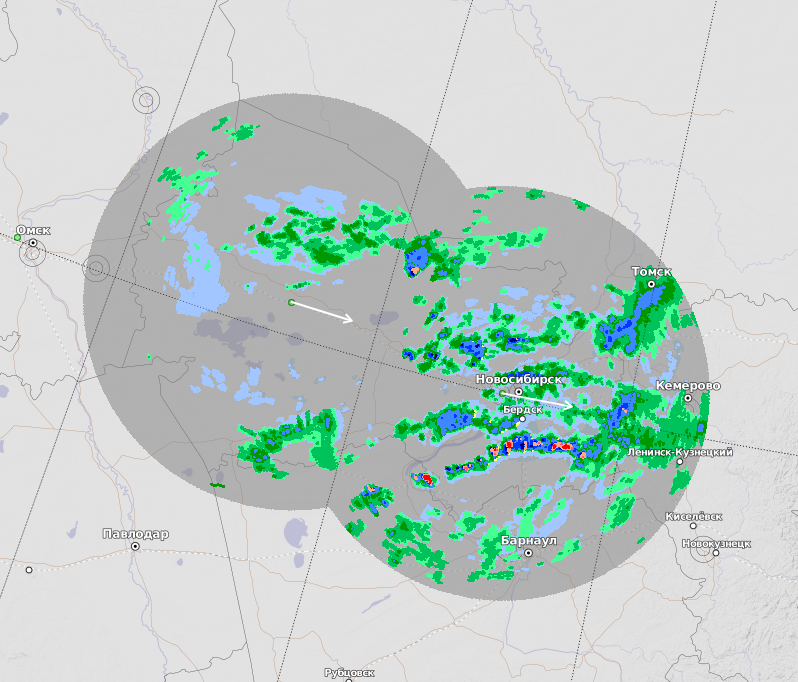 Омск
Томск
Новосибирск
Кемерово
Бердск
Ленинск-Кузнецкий
Киселёвск
Павлодар
Барнаул
Новокузнецк
Рубцовск